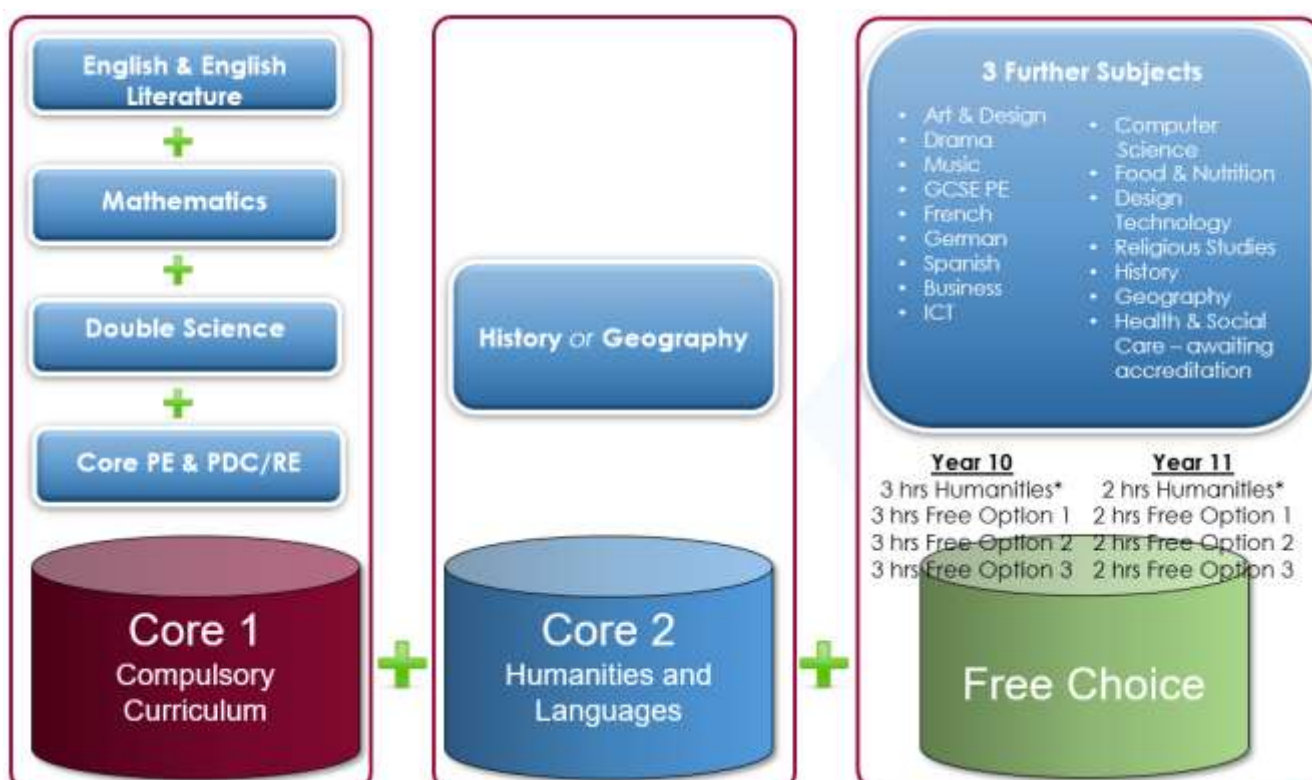 English & English
Literature
Mathematics
Double Science
Core PE & PDC/RE
Core 1
Compulsory
Curriculum
History or Geography
Core 2
Humanities and
Languages
3 Further Subjects
• Art & Design
• Drama
• Music
• GCSE PE
• French
• German
• Spanish
• Business
• ICT
• Computer
Science
• Food & Nutrition
• Design
Technology
• Religious Studies
• History
• Geography
• Health & Social
Care – awaiting
accreditation
Year 10
3 hrs Humanities*
3 hrs Free Option 1
3 hrs Free Option 2
3 hrs Free Option 3
Year 11
2 hrs Humanities*
2 hrs Free Option 1
2 hrs Free Option 2
2 hrs Free Option 3
Free Choice